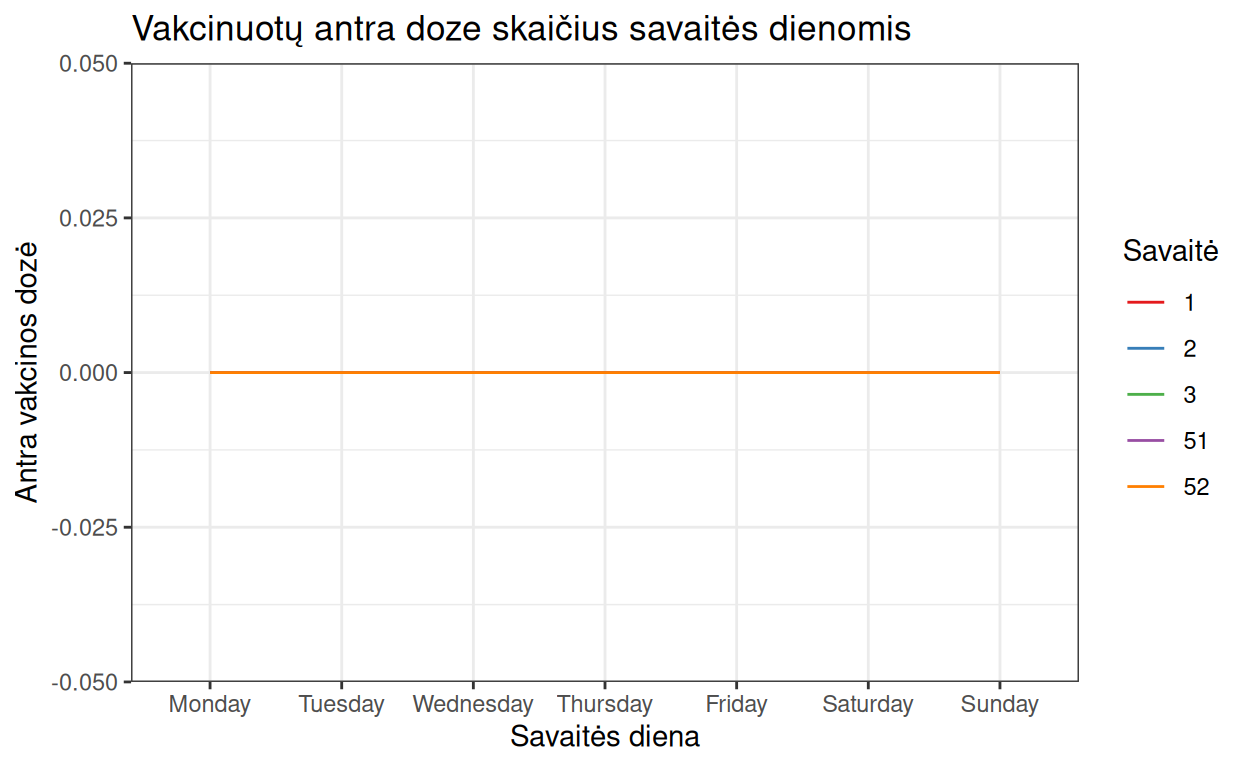 Vakcinuotų antra doze skaičius savaitės dienomis
Antra vakcinos dozė
0.050
0.025
0.000
-0.025
-0.050
Monday Tuesday Wednesday Thursday Friday Saturday Sunday
Savaitės diena
Savaitė
1
2
3
51
52